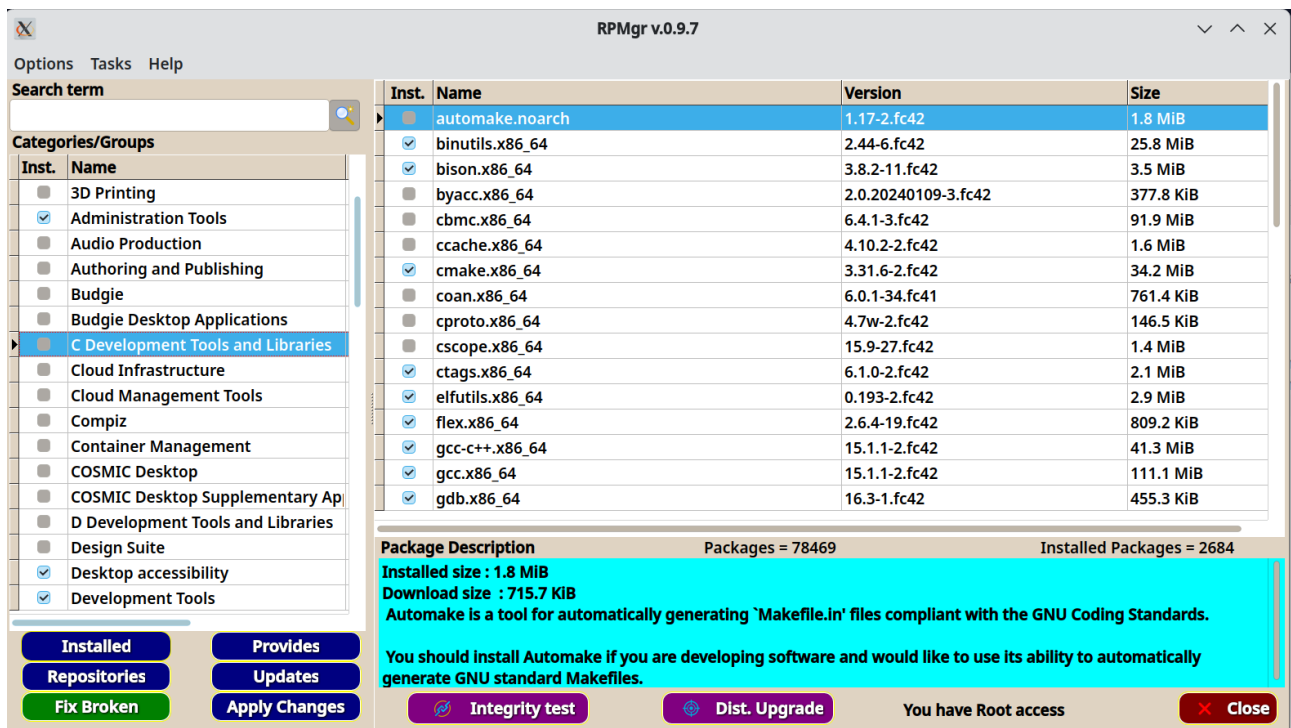 RPMgr v.0.9.7
Options Tasks Help
Search term
Categories/Groups
Inst. Name
3D Printing
Administration Tools
Audio Production
Authoring and Publishing
Budgie
Budgie Desktop Applications
C Development Tools and Libraries
Cloud Infrastructure
Cloud Management Tools
Compiz
Container Management
COSMIC Desktop
COSMIC Desktop Supplementary
D Development Tools and Libraries
Design Suite
Desktop accessibility
Development Tools
Installed Provides
Repositories Updates
Fix Broken Apply Changes
Inst. Name Version Size
automake.noarch 1.17-2.fc42 1.8 MiB
binutils.x86_64 2.44-6.fc42 25.8 MiB
bison.x86_64 3.8.2-11.fc42 3.5 MiB
byacc.x86_64 2.0.20240109-3.fc42 377.8 KiB
cbmc.x86_64 6.4.1-3.fc42 91.9 MiB
ccache.x86_64 4.10.2-2.fc42 1.6 MiB
cmake.x86_64 3.31.6-2.fc42 34.2 MiB
coan.x86_64 6.0.1-34.fc41 761.4 KiB
cproto.x86_64 4.7w-2.fc42 146.5 KiB
cscope.x86_64 15.9-27.fc42 1.4 MiB
ctags.x86_64 6.1.0-2.fc42 2.1 MiB
elfutils.x86_64 0.193-2.fc42 2.9 MiB
flex.x86_64 2.6.4-19.fc42 809.2 KiB
gcc-c++.x86_64 15.1.1-2.fc42 41.3 MiB
gcc.x86_64 15.1.1-2.fc42 111.1 MiB
gdb.x86_64 16.3-1.fc42 455.3 KiB
Package Description Packages = 78469 Installed Packages = 2684
Installed size : 1.8 MiB
Download size : 715.7 KiB
Automake is a tool for automatically generating `Makefile.in' files compliant with the GNU Coding Standards.
You should install Automake if you are developing software and would like to use its ability to automatically
generate GNU standard Makefiles.
Integrity test Dist. Upgrade You have Root access Close